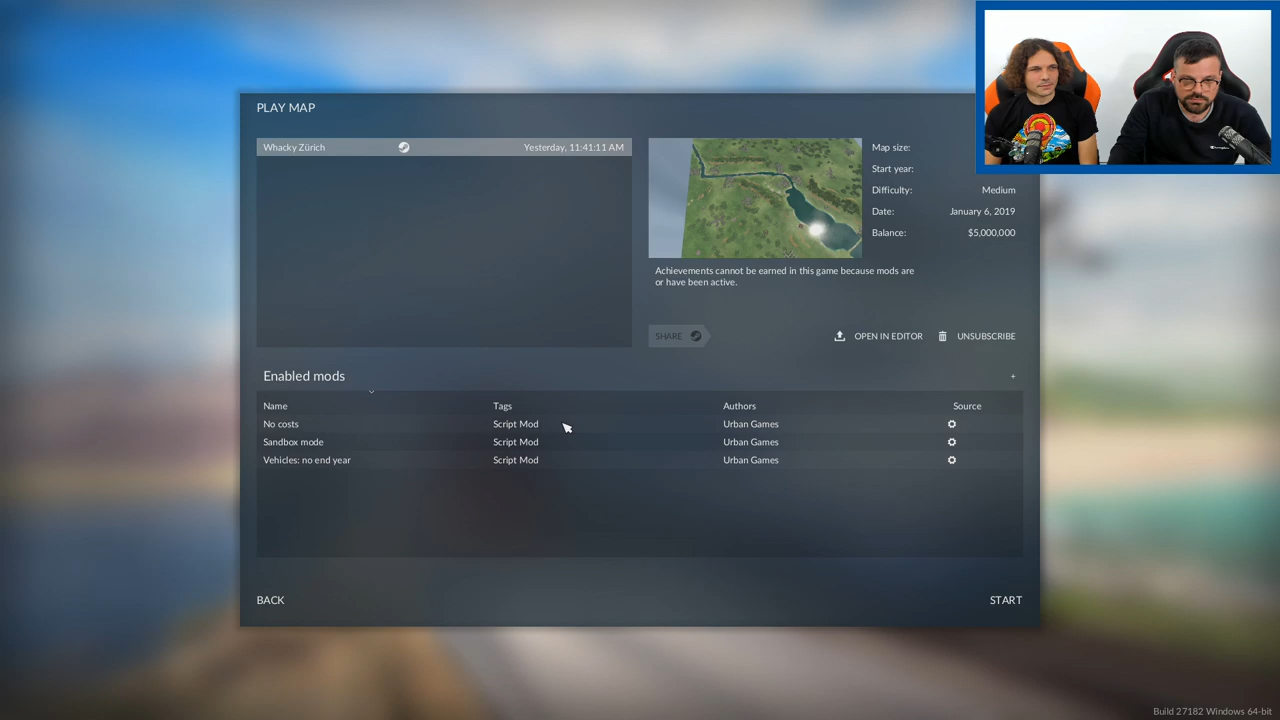 PLAY MAP
Whacky Zürich Yesterday, 11:41:11 AM
Map size:
Start year:
Difficulty: Medium
Date: January 6, 2019
Balance: $5,000,000
Achievements cannot be earned in this game because mods are
or have been active.
SHARE OPEN IN EDITOR UNSUBSCRIBE
Enabled mods +
Name Tags Authors Source
No costs Script Mod Urban Games
Sandbox mode Script Mod Urban Games
Vehicles: no end year Script Mod Urban Games
BACK START
Build 27182 Windows 64-bit